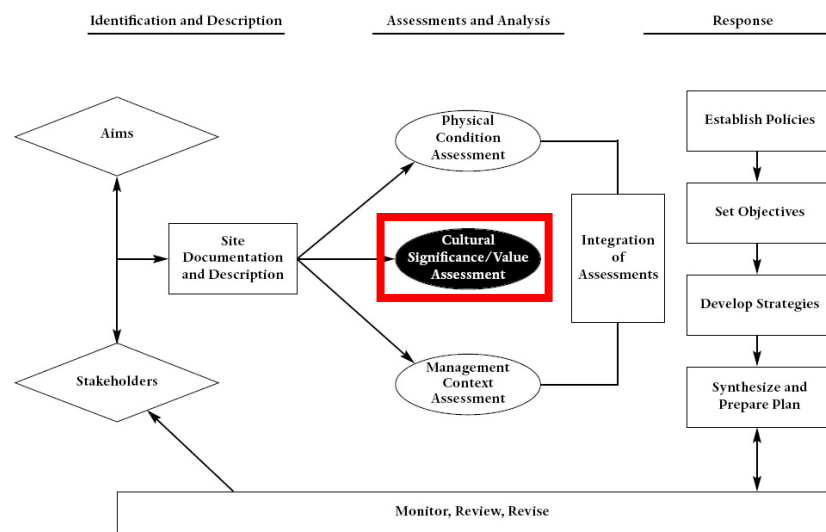 Identification and Description
Assessments and Analysis
Response
Aims
Stakeholders
Site
Documentation
and Description
Physical
Condition
Assessment
Cultural
Significance/Value
Assessment
Management
Context
Assessment
Integration
of
Assessments
Establish Policies
Set Objectives
Develop Strategies
Synthesize and
Prepare Plan
Monitor, Review, Revise